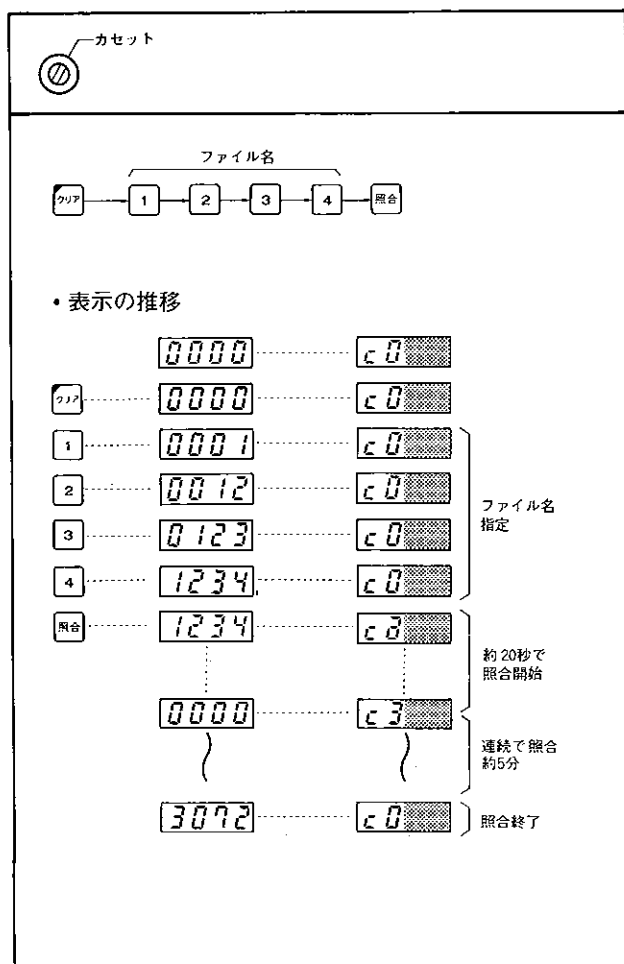 カセット
ファイル名
クリア 1 2 3 4 照合
・表示の推移
0000 c0
クリア 0000 c0
1 0001 c0
2 0012 c0
3 0123 c0
4 1234 c0
ファイル名
指定
照合 1234 ca
約20秒で
照合開始
0000 c3
連続で照合
約5分
3072 c0 照合終了